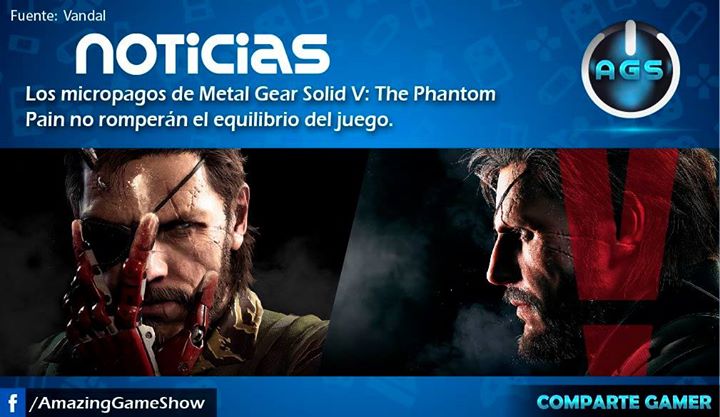 Fuente: Vandal
NOTICIAS
AGS
Los micropagos de Metal Gear Solid V: The Phantom
Pain no romperán el equilibrio del juego.
f /AmazingGameShow
COMPARTE GAMER